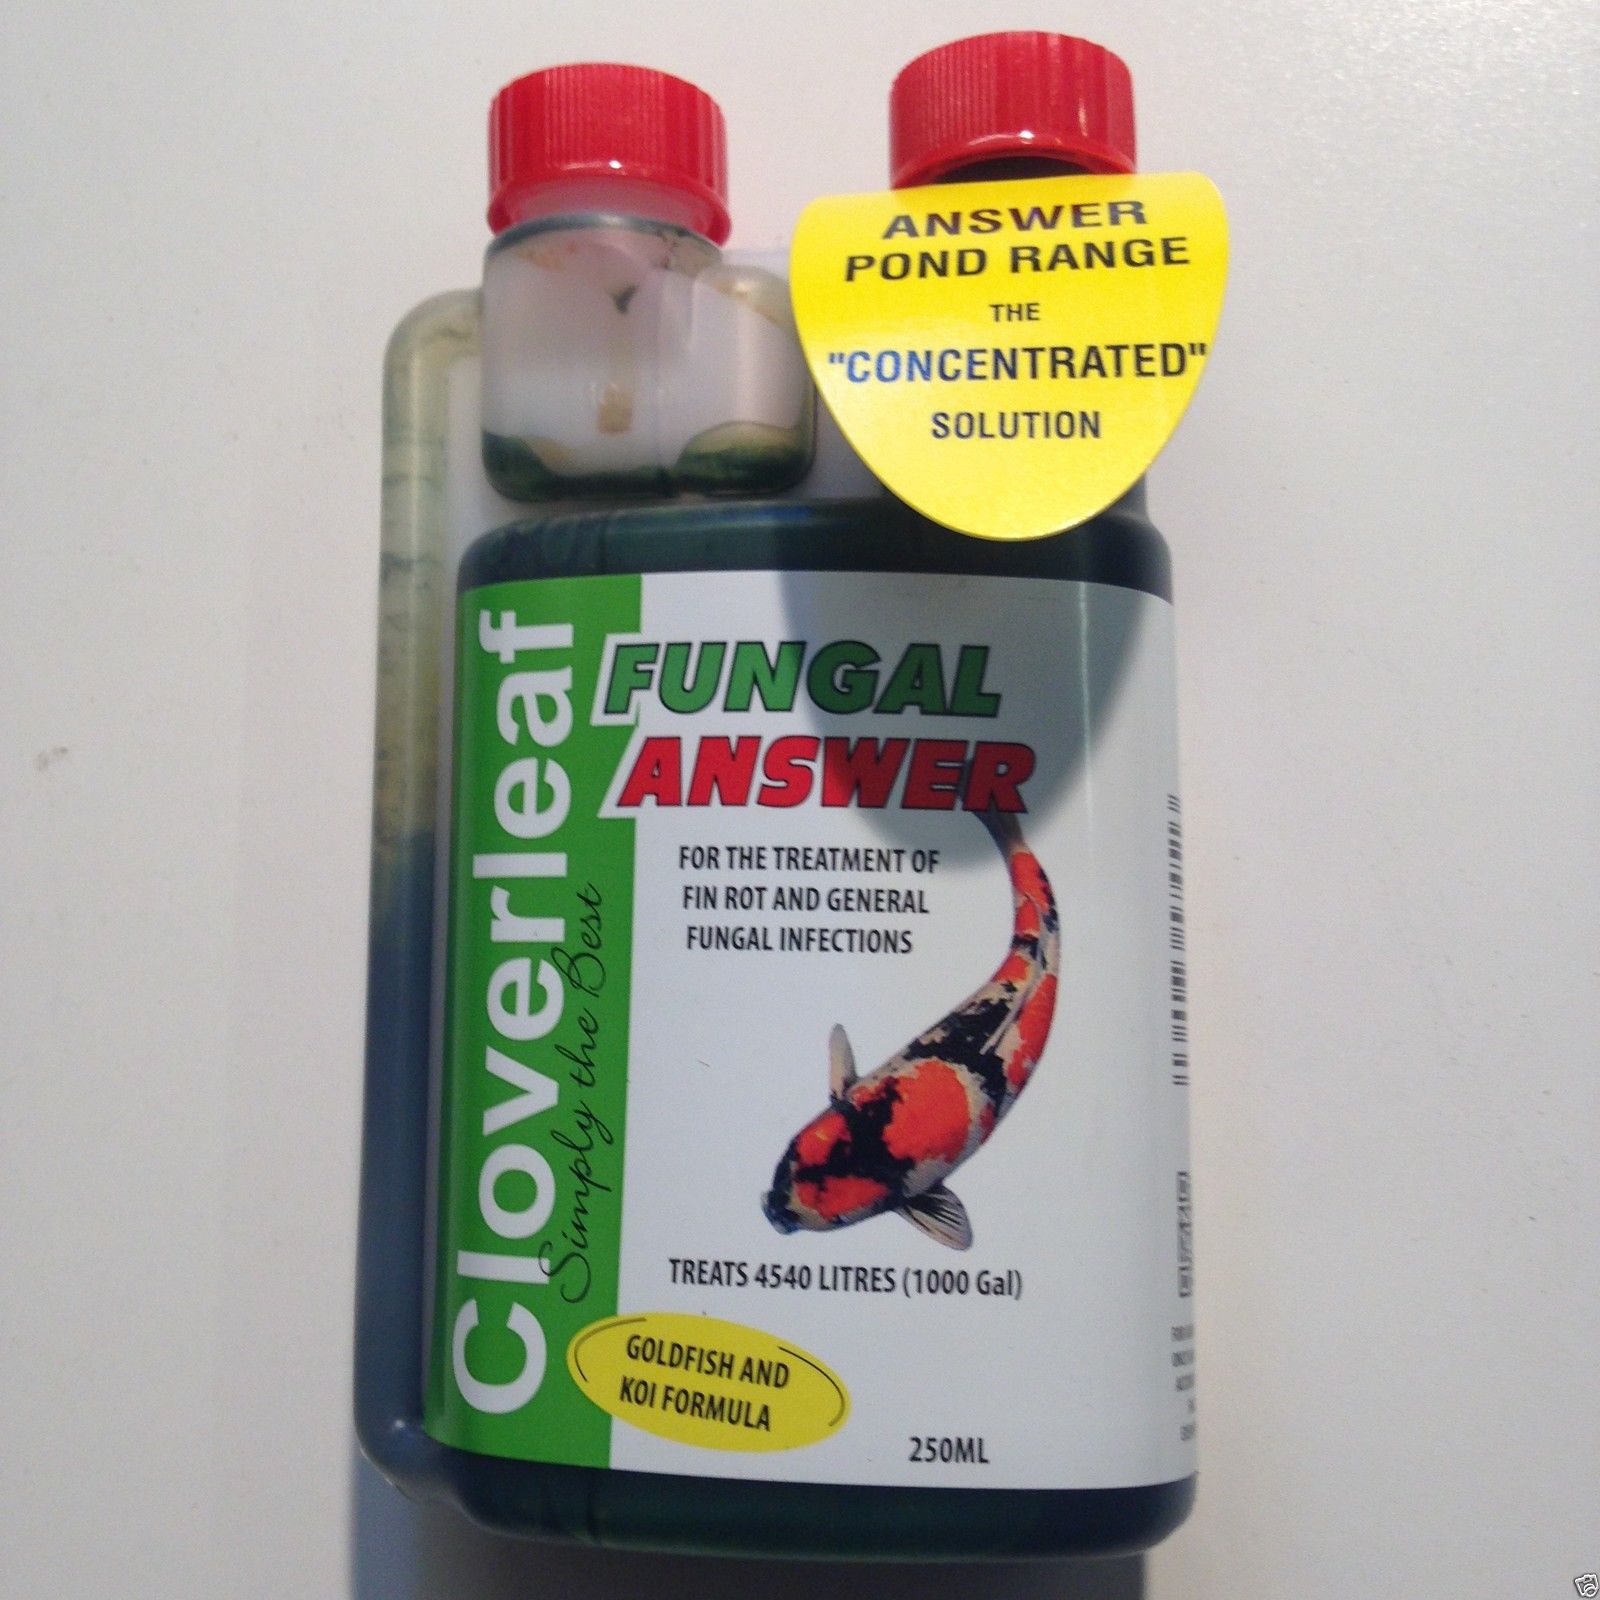 ANSWER
POND RANGE
THE
"CONCENTRATED"
SOLUTION
Cloverleaf
Simply the Best
FUNGAL
ANSWER
FOR THE TREATMENT OF
FIN ROT AND GENERAL
FUNGAL INFECTIONS
TREATS 4540 LITRES (1000 Gal)
GOLDFISH AND
KOI FORMULA
250ML